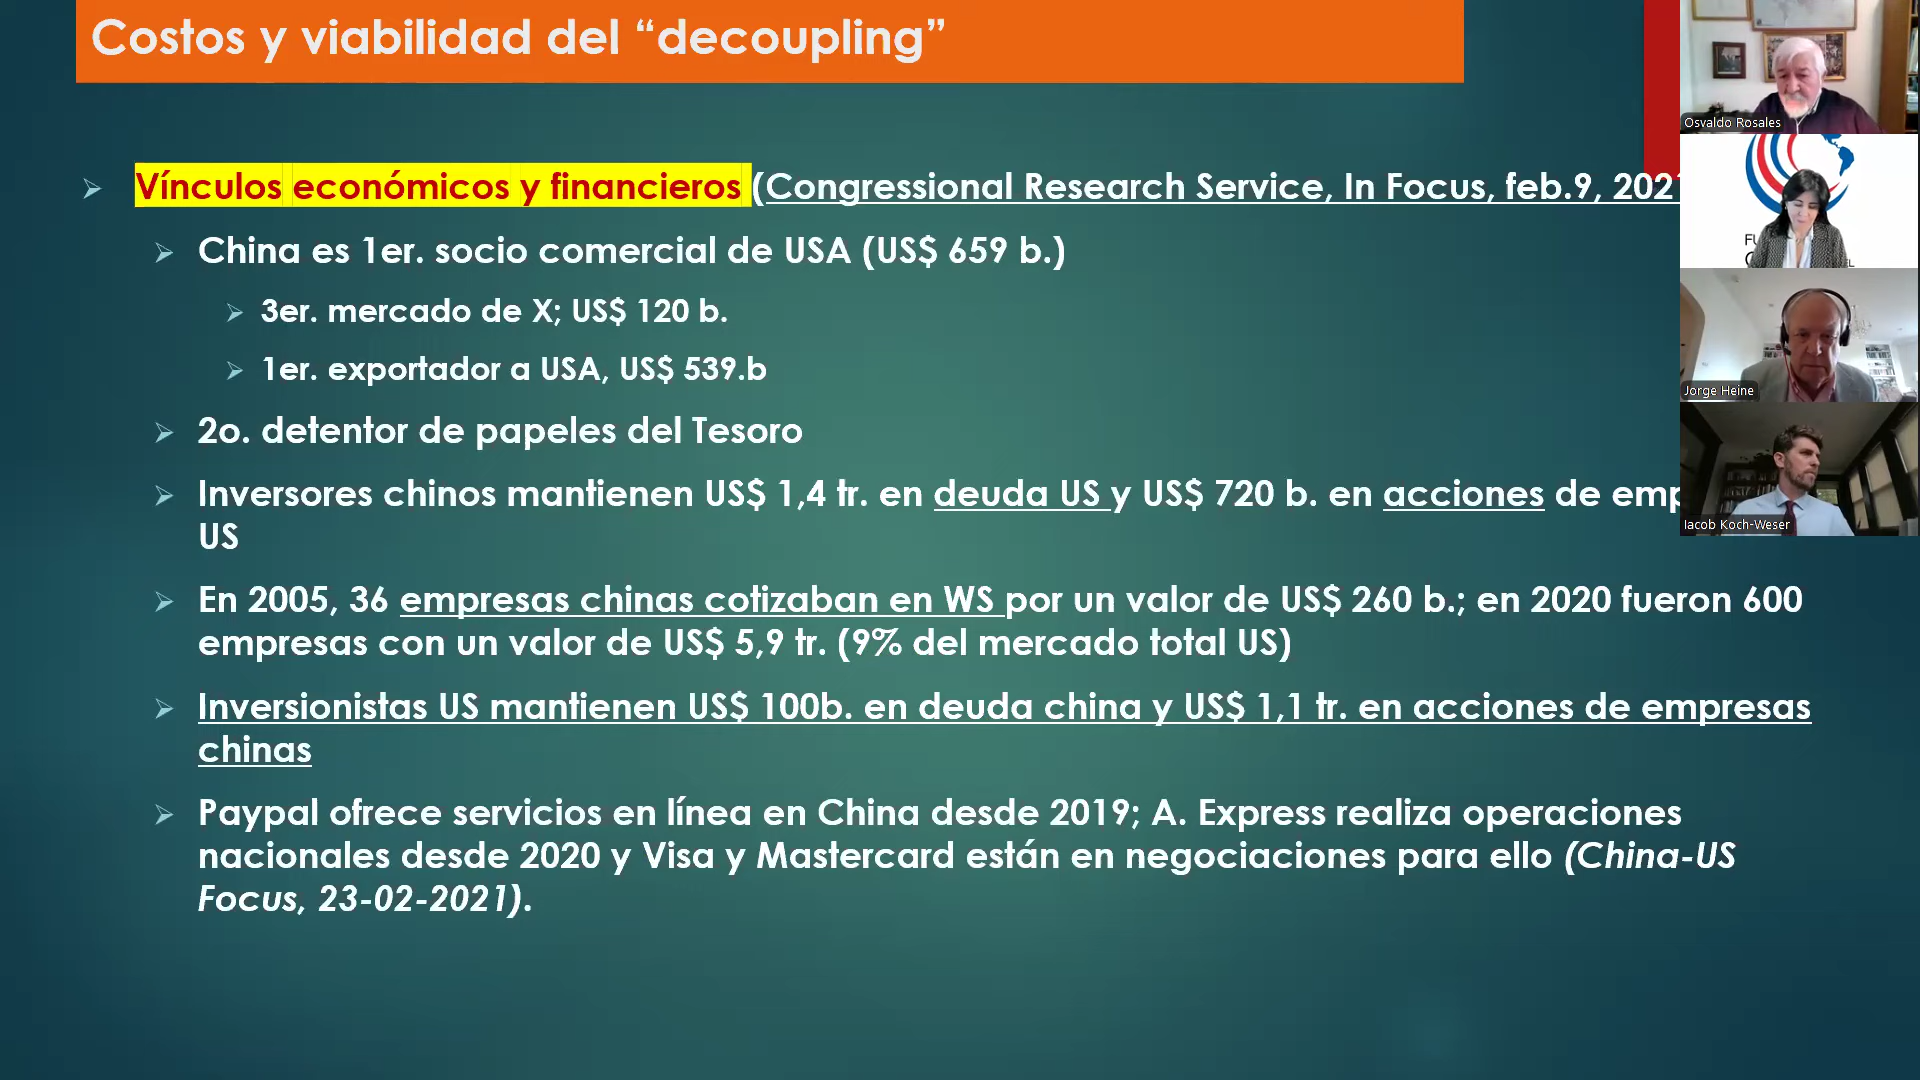 Costos y viabilidad del “decoupling”
Vínculos económicos y financieros (Congressional Research Service, In Focus, feb.9, 202
China es 1er. socio comercial de USA (US$ 659 b.)
3er. mercado de X; US$ 120 b.
1er. exportador a USA, US$ 539.b
2o. detentor de papeles del Tesoro
Inversores chinos mantienen US$ 1,4 tr. en deuda US y US$ 720 b. en acciones de emp
US
En 2005, 36 empresas chinas cotizaban en WS por un valor de US$ 260 b.; en 2020 fueron 600
empresas con un valor de US$ 5,9 tr. (9% del mercado total US)
Inversionistas US mantienen US$ 100b. en deuda china y US$ 1,1 tr. en acciones de empresas
chinas
Paypal ofrece servicios en línea en China desde 2019; A. Express realiza operaciones
nacionales desde 2020 y Visa y Mastercard están en negociaciones para ello (China-US
Focus, 23-02-2021).
Osvaldo Rosales
Jorge Heine
Iacob Koch-Weser